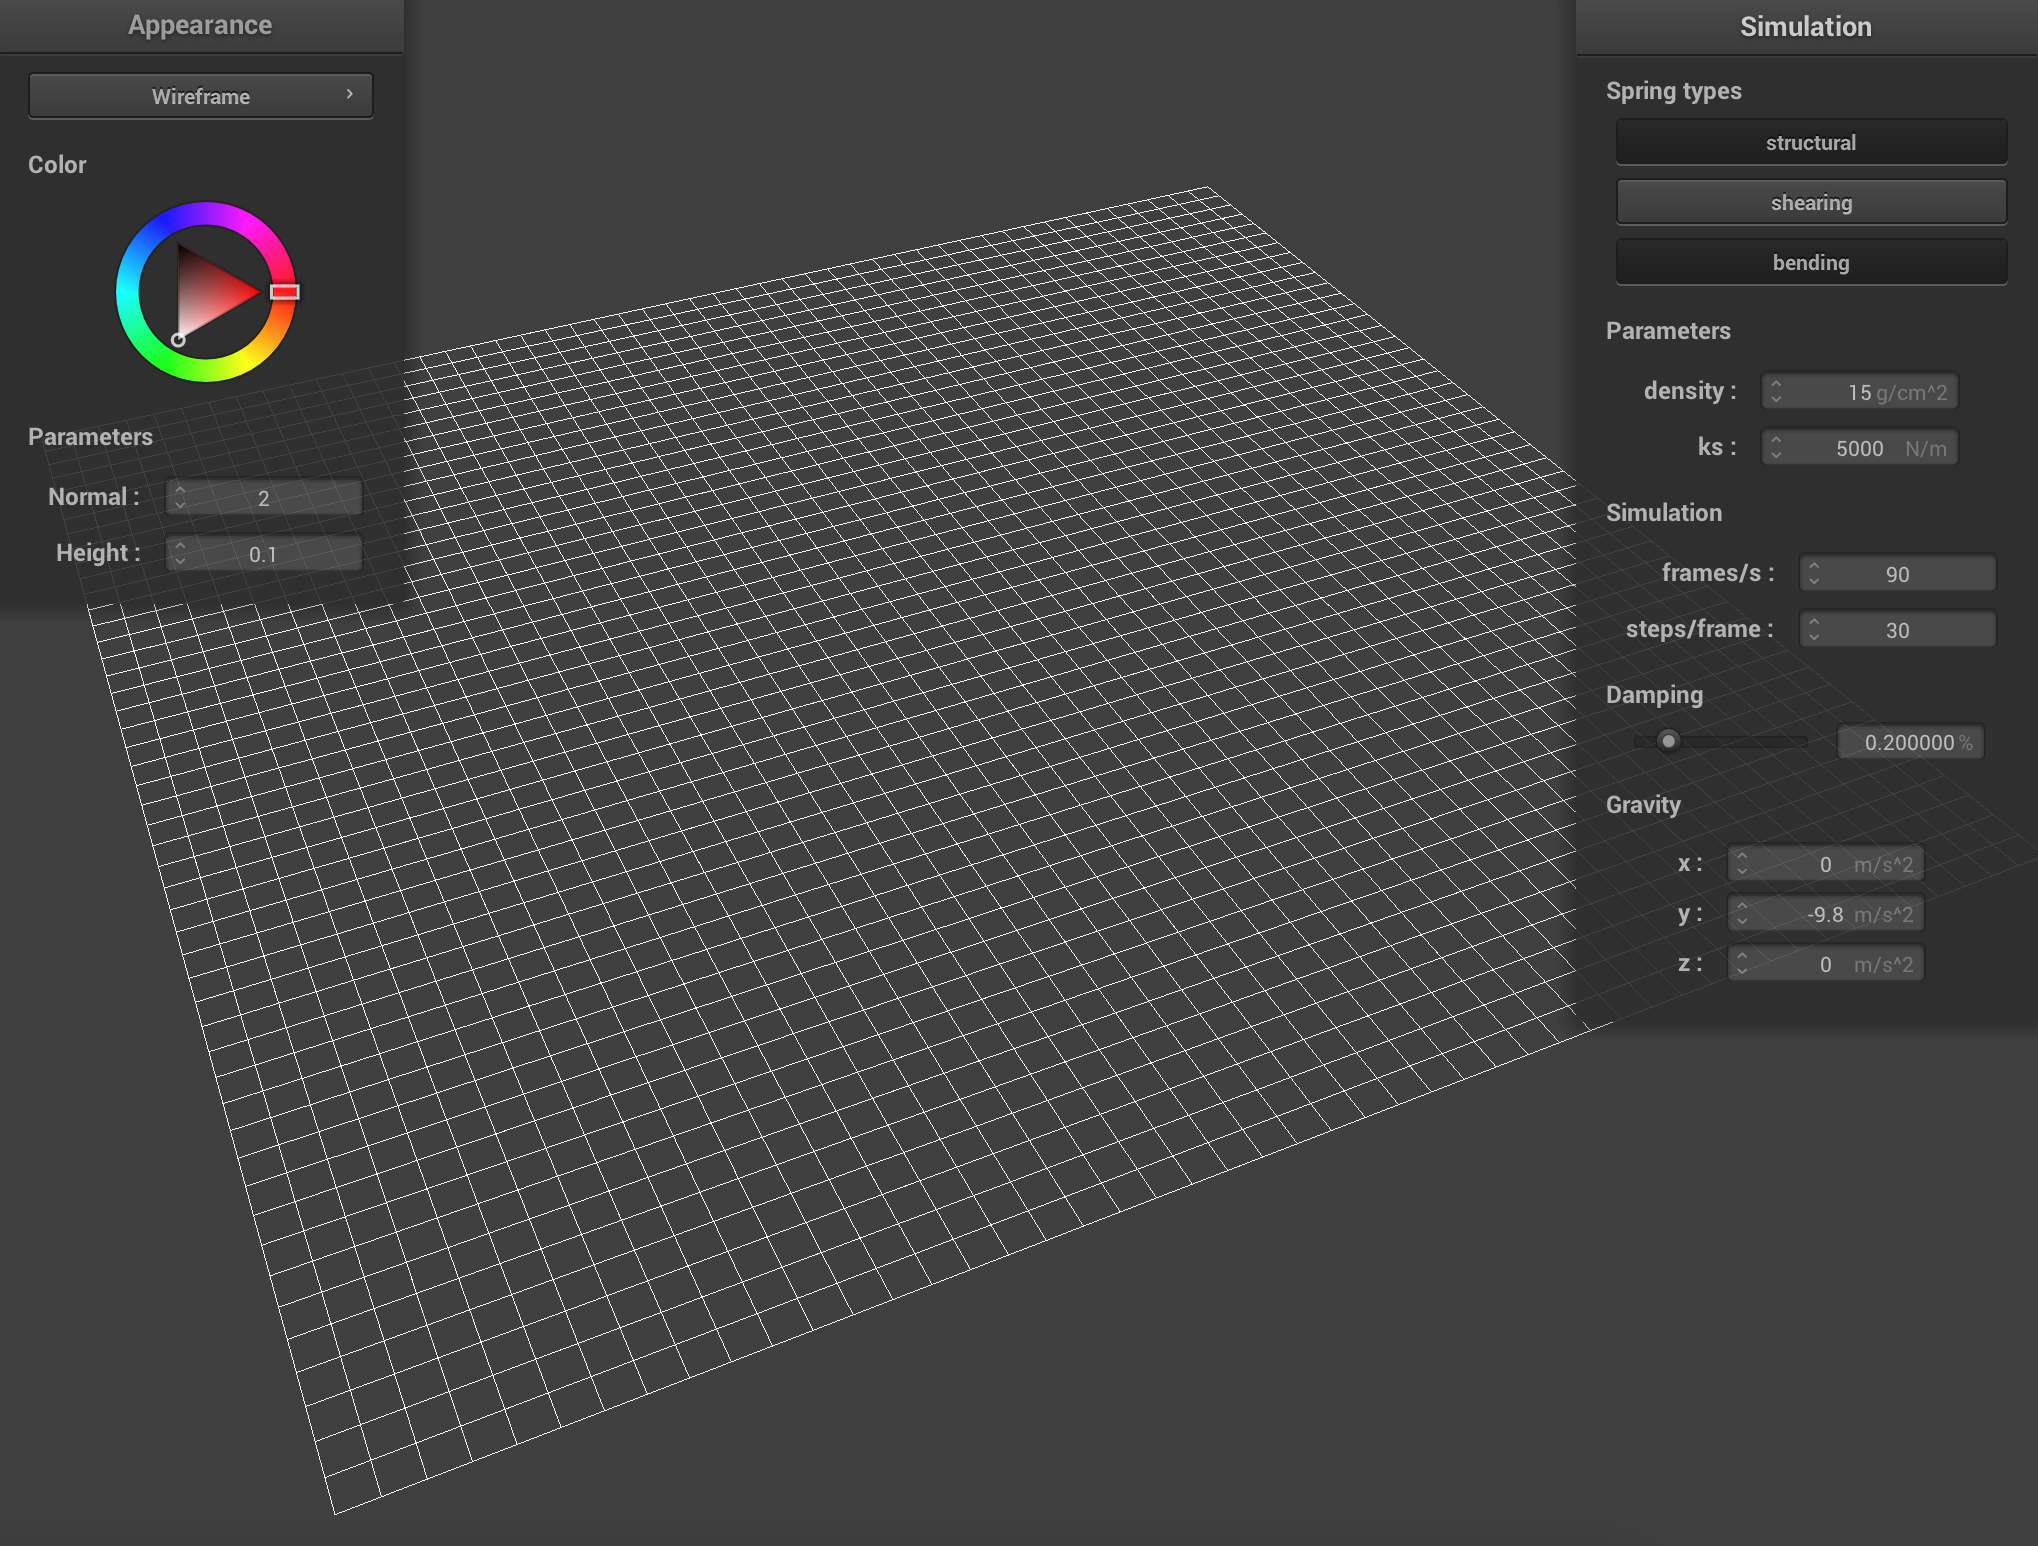 Appearance
Wireframe
Color
Parameters
Normal : 2
Height : 0.1
Simulation
Spring types
structural
shearing
bending
Parameters
density : 15 g/cm^2
ks : 5000 N/m
Simulation
frames/s : 90
steps/frame : 30
Damping
0.200000 %
Gravity
x : 0 m/s^2
y : -9.8 m/s^2
z : 0 m/s^2